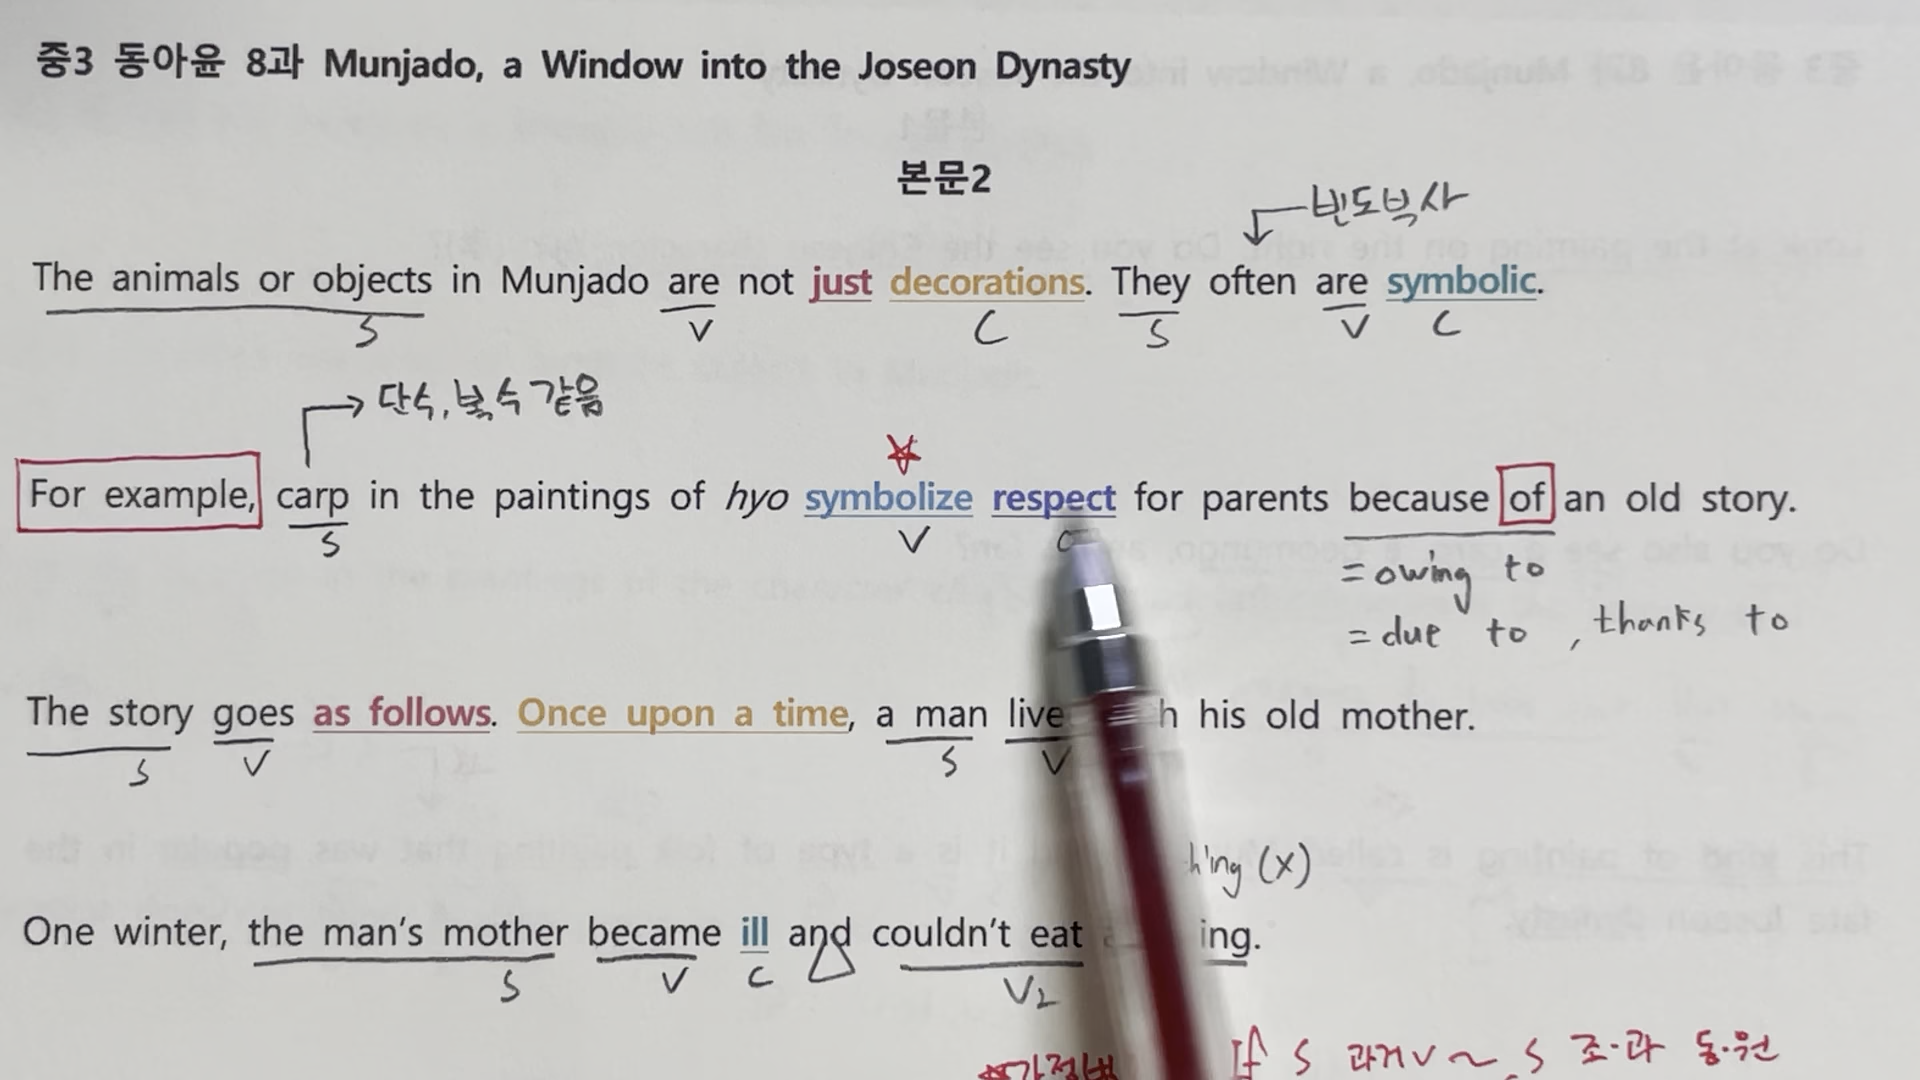 중3 동아윤 8과 Munjado, a Window into the Joseon Dynasty
본문2
빈도부사
The animals or objects in Munjado are not just decorations. They often are symbolic.
S V C S V C
단수, 복수 같음
For example, carp in the paintings of hyo symbolize respect for parents because of an old story.
S V
= owing to
= due to , thanks to
The story goes as follows. Once upon a time, a man live h his old mother.
S V S V
hing (x)
One winter, the man's mother became ill and couldn't eat ing.
S V C V2
If S 과거V ~ , S 조·과 동·원